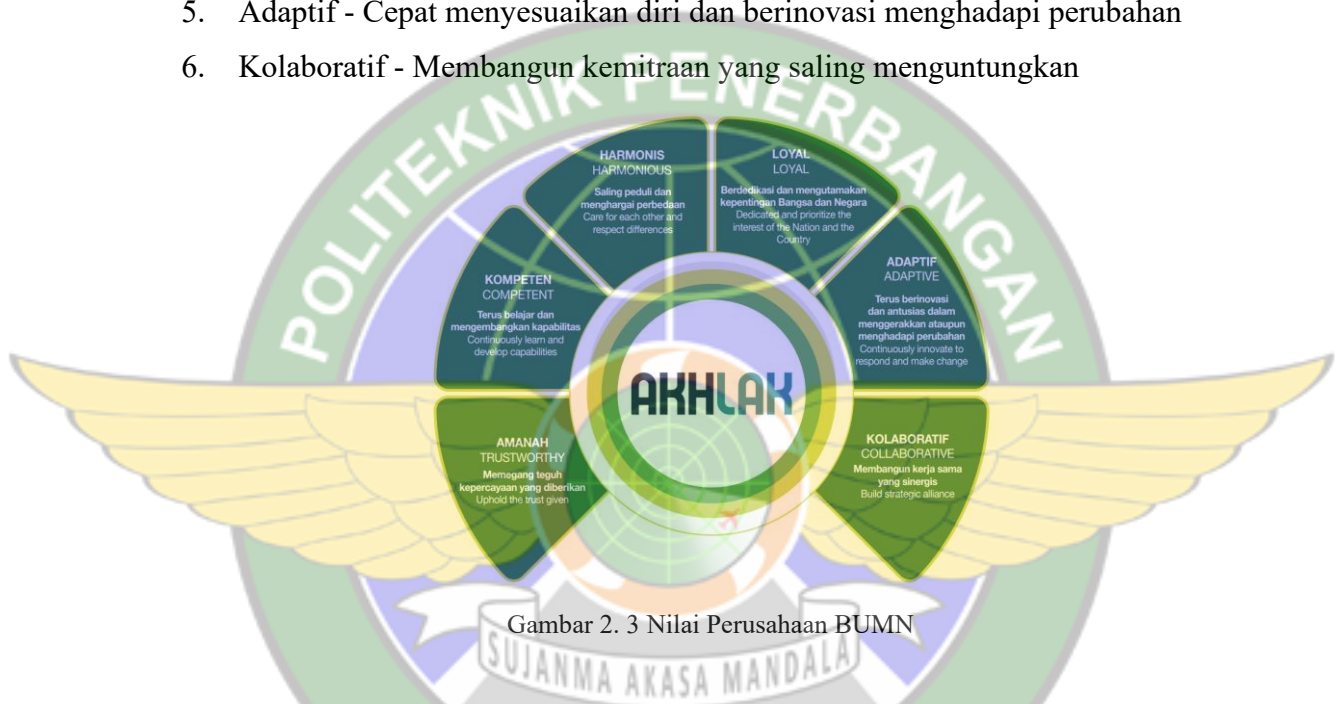 5. Adaptif - Cepat menyesuaikan diri dan berinovasi menghadapi perubahan
6. Kolaboratif - Membangun kemitraan yang saling menguntungkan
POLITEKNIK PENERBANGAN
HARMONIS
HARMONIOUS
Saling peduli dan
menghargai perbedaan
Care for each other and
respect differences
LOYAL
LOYAL
Berdedikasi dan mengutamakan
kepentingan Bangsa dan Negara
Dedicated and prioritize the
interest of the Nation and the
Country
KOMPETEN
COMPETENT
Terus belajar dan
mengembangkan kapabilitas
Continuously learn and
develop capabilities
ADAPTIF
ADAPTIVE
Terus berinovasi
dan antusias dalam
menggerakkan ataupun
menghadapi perubahan
Continuously innovate to
respond and make change
AKHLAK
AMANAH
TRUSTWORTHY
Memegang teguh
kepercayaan yang diberikan
Uphold the trust given
KOLABORATIF
COLLABORATIVE
Membangun kerja sama
yang sinergis
Build strategic alliance
Gambar 2. 3 Nilai Perusahaan BUMN
SUJANMA AKASA MANDALA